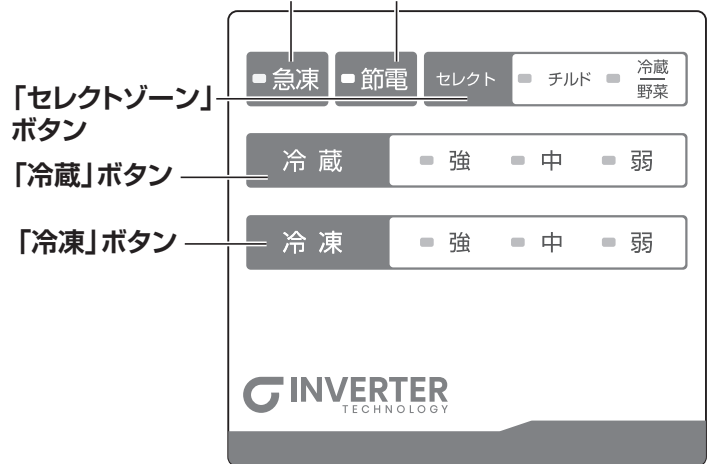 急凍 節電 セレクト チルド 冷蔵
野菜
「セレクトゾーン」
ボタン
「冷蔵」ボタン
冷蔵 強 中 弱
「冷凍」ボタン
冷凍 強 中 弱
INVERTER
TECHNOLOGY